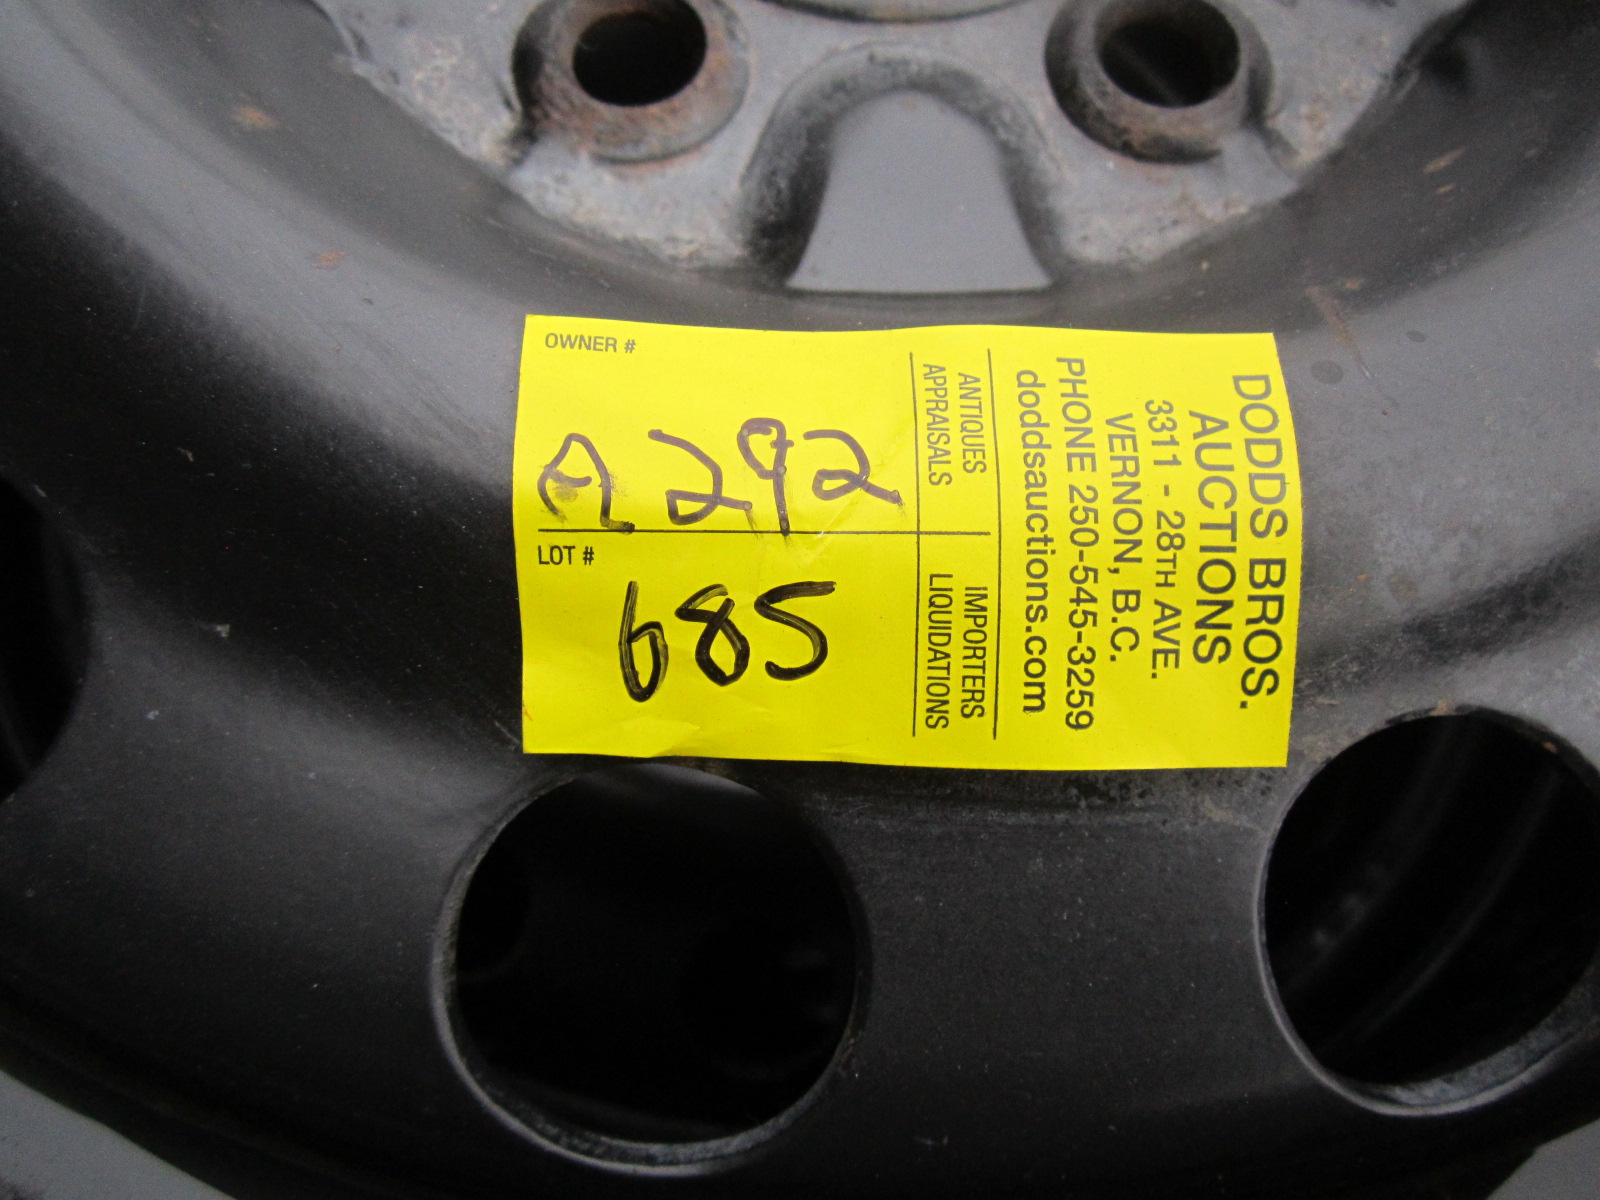 OWNER #
A 292
LOT #
685
ANTIQUES
APPRAISALS
IMPORTERS
LIQUIDATIONS
DODDS BROS.
AUCTIONS
3311 - 28TH AVE.
VERNON, B.C.
PHONE 250-545-3259
doddsauctions.com